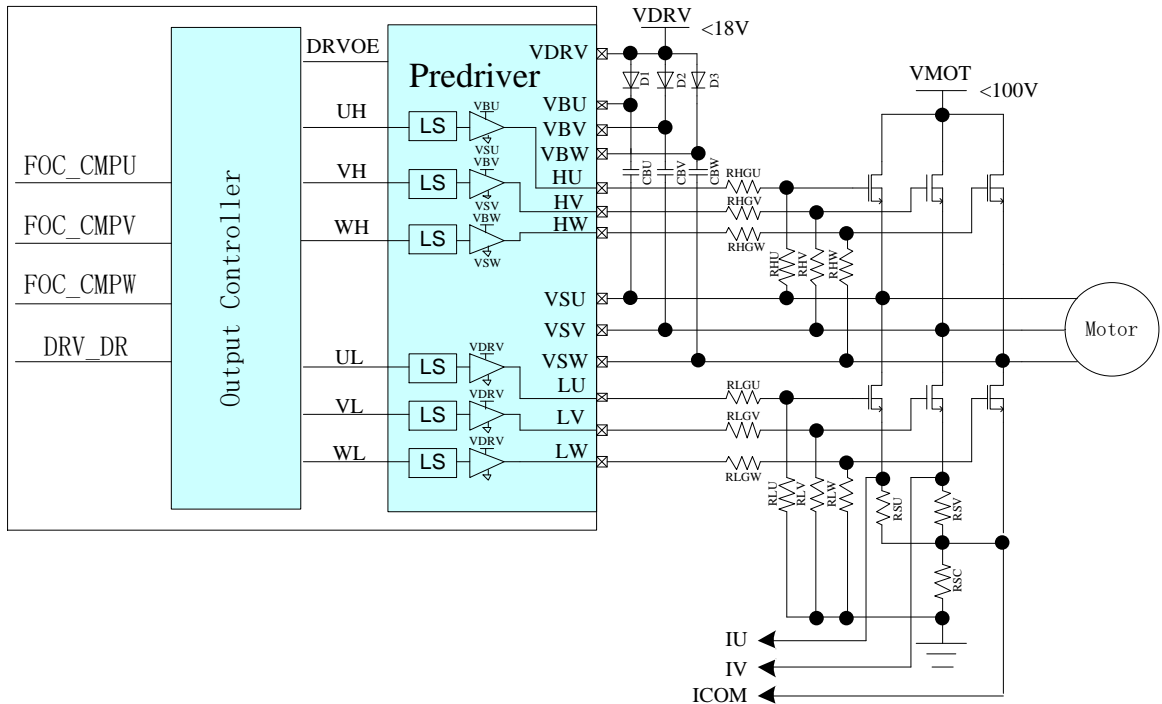 VDRV
<18V
VMOT
<100V
DRVOE
Predriver
VDRV
D1
D2
D3
VBU
VBV
VBW
CBU
CBV
CBW
UH
LS
VBU
VSU
HU
RHGU
FOC_CMPU
VH
LS
VBV
VSV
HV
RHGV
WH
LS
VBW
VSW
HW
RHGW
FOC_CMPV
FOC_CMPW
DRV_DR
Output Controller
RHU
RHV
RHW
VSU
VSV
VSW
Motor
UL
LS
VDRV
LU
RLGU
VL
LS
VDRV
LV
RLGV
WL
LS
VDRV
LW
RLGW
RLU
RLV
RLW
RSU
RSV
RSC
IU
IV
ICOM